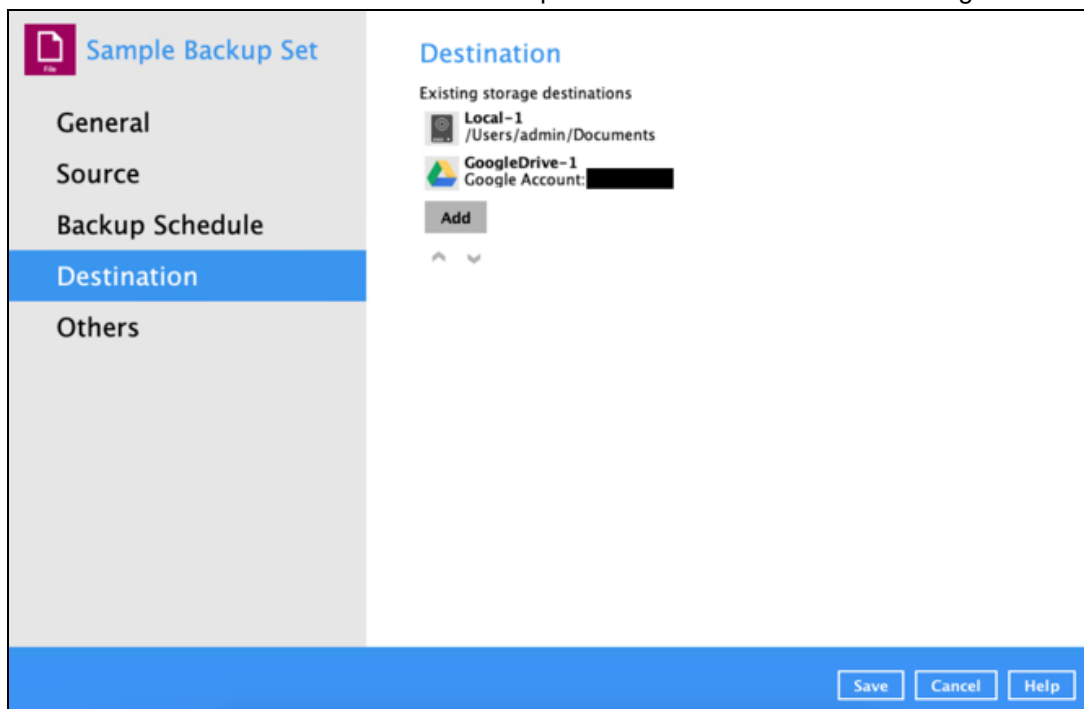 Sample Backup Set
File
General
Source
Backup Schedule
Destination
Others
Destination
Existing storage destinations
Local-1
/Users/admin/Documents
GoogleDrive-1
Google Account:
Add
Save Cancel Help